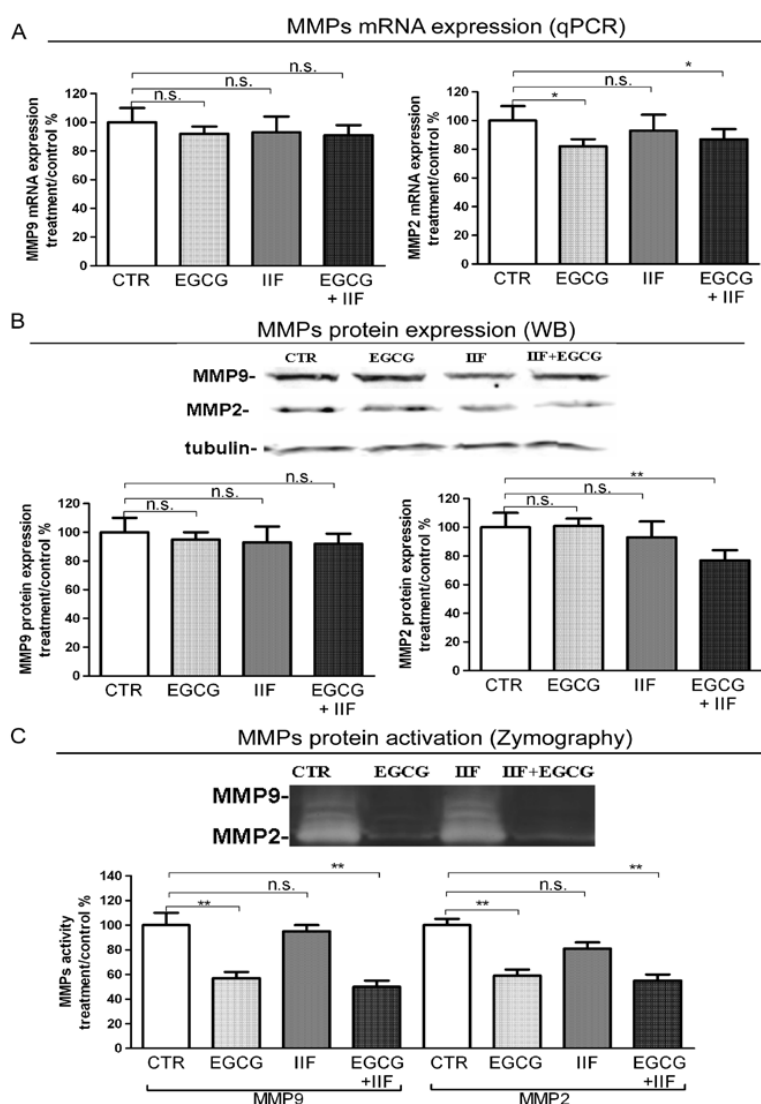 A
MMPs mRNA expression (qPCR)
n.s.
n.s.
n.s.
MMP9 mRNA expression
treatment/control %
120
100
80
60
40
20
CTR EGCG IIF EGCG
+ IIF
*
n.s.
*
MMP2 mRNA expression
treatment/control %
120
100
80
60
40
20
CTR EGCG IIF EGCG
+ IIF
B
MMPs protein expression (WB)
CTR EGCG IIF IIF+EGCG
MMP9-
MMP2-
tubulin-
n.s.
n.s.
n.s.
MMP9 protein expression
treatment/control %
120
100
80
60
40
20
0
CTR EGCG IIF EGCG
+ IIF
**
n.s.
n.s.
MMP2 protein expression
treatment/control %
120
100
80
60
40
20
0
CTR EGCG IIF EGCG
+ IIF
C
MMPs protein activation (Zymography)
CTR EGCG IIF IIF+EGCG
MMP9-
MMP2-
** **
n.s. n.s.
** **
MMPs activity
treatment/control %
140
120
100
80
60
40
20
0
CTR EGCG IIF EGCG CTR EGCG IIF EGCG
+IIF +IIF
MMP9 MMP2